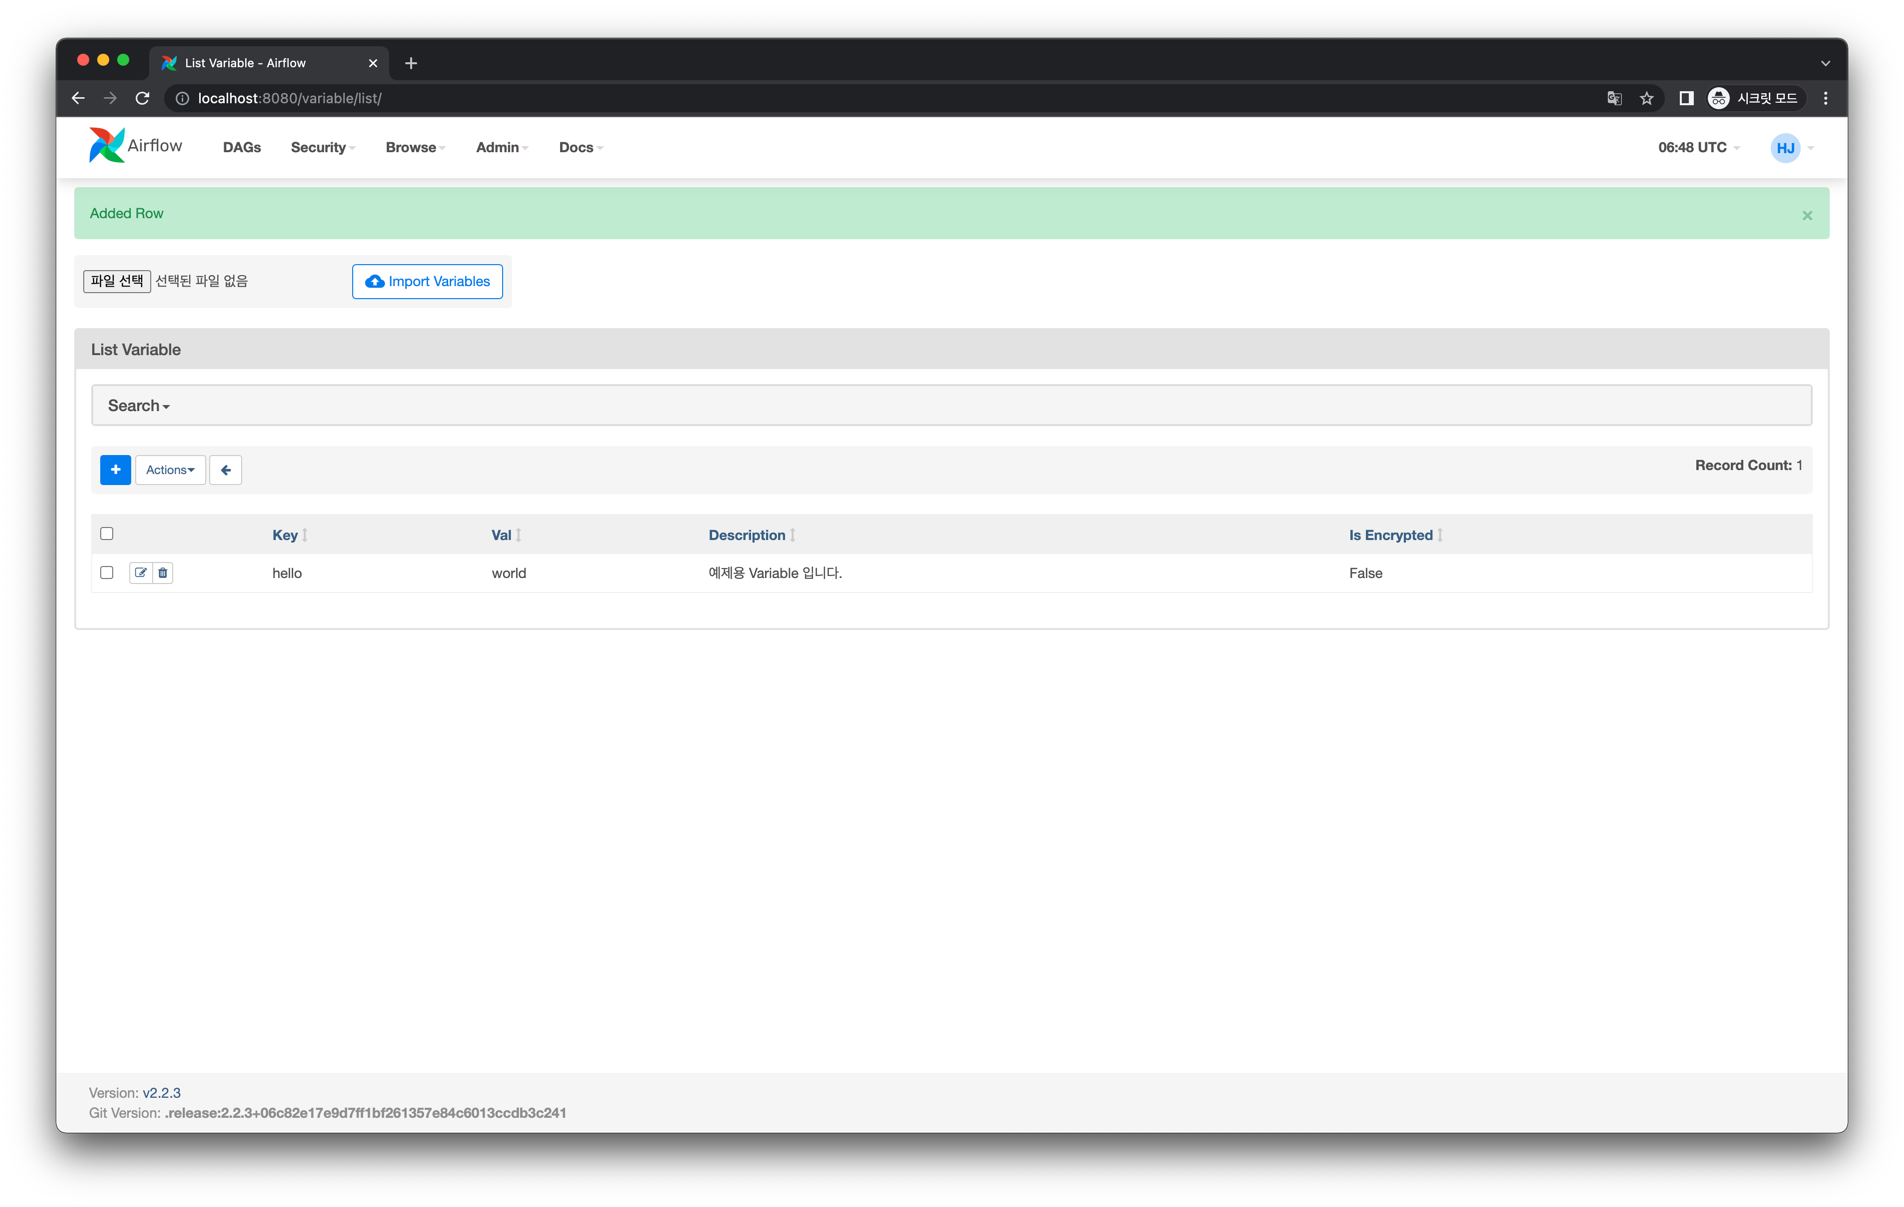 List Variable - Airflow
localhost:8080/variable/list/
시크릿 모드
Airflow DAGs Security Browse Admin Docs 06:48 UTC HJ
Added Row ×
파일 선택 선택된 파일 없음 Import Variables
List Variable
Search
+ Actions Record Count: 1
Key Val Description Is Encrypted
hello world 예제용 Variable 입니다. False
Version: v2.2.3
Git Version: .release:2.2.3+06c82e17e9d7ff1bf261357e84c6013ccdb3c241